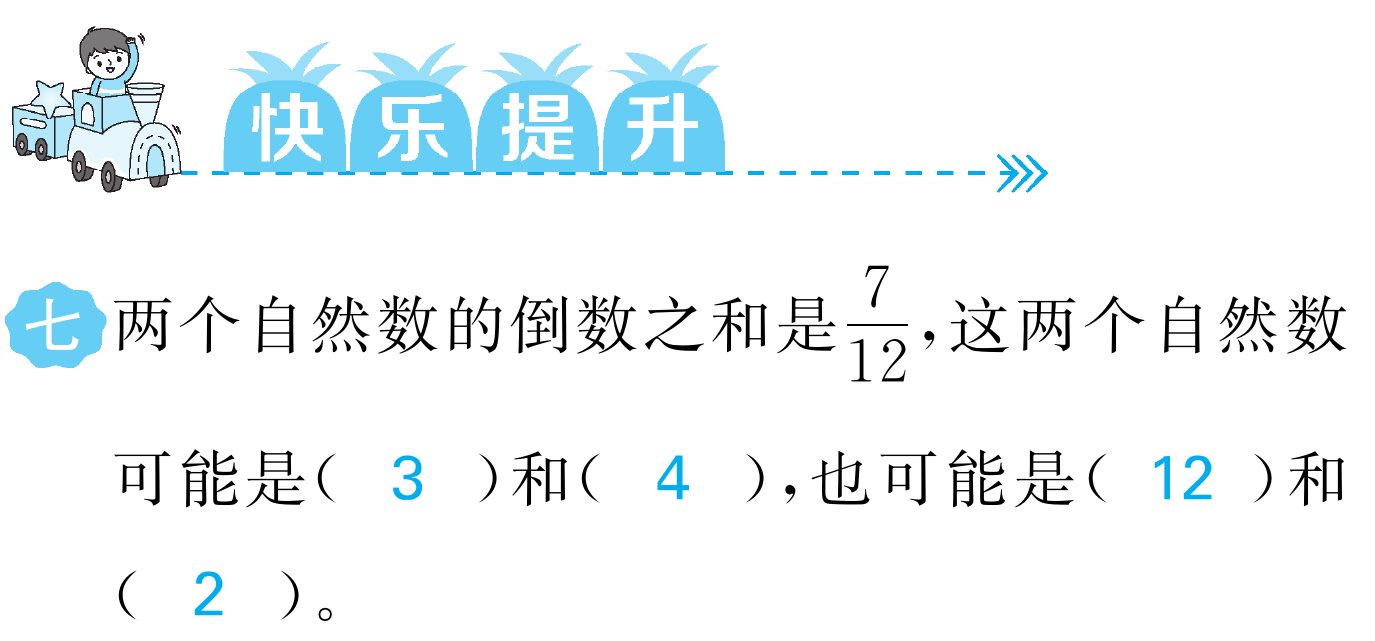 快乐提升
七 两个自然数的倒数之和是7/12,这两个自然数
可能是( 3 )和( 4 ),也可能是( 12 )和
( 2 )。